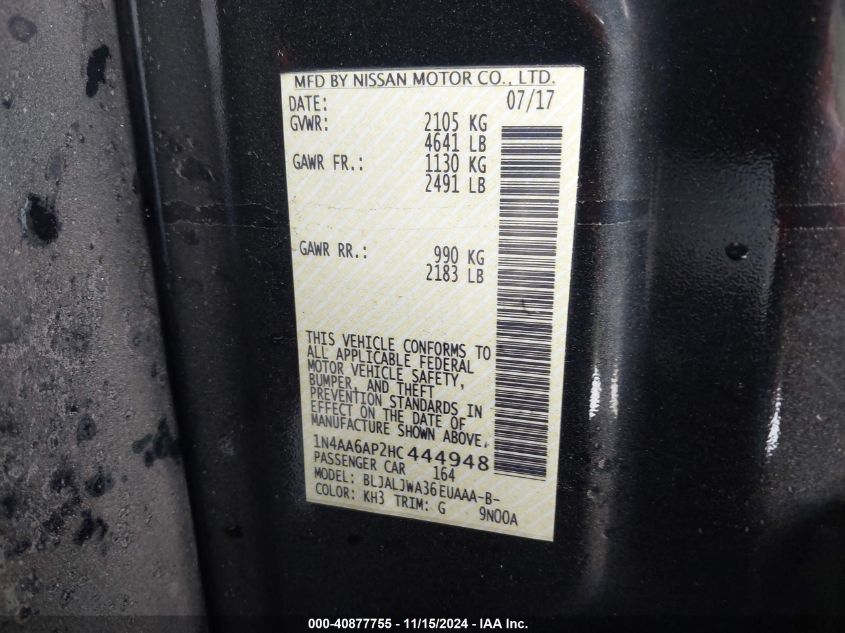 MFD BY NISSAN MOTOR CO., LTD.
DATE: 07/17
GVWR: 2105 KG
4641 LB
GAWR FR.: 1130 KG
2491 LB
GAWR RR.: 990 KG
2183 LB
THIS VEHICLE CONFORMS TO
ALL APPLICABLE FEDERAL
MOTOR VEHICLE SAFETY,
BUMPER, AND THEFT
PREVENTION STANDARDS IN
EFFECT ON THE DATE OF
MANUFACTURE SHOWN ABOVE.
1N4AA6AP2HC444948
PASSENGER CAR 164
MODEL: BLJALJWA36EUAAA-B-
COLOR: KH3 TRIM: G 9N00A
000-40877755 - 11/15/2024 - IAA Inc.